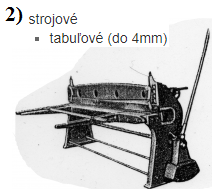 2) strojové
▪ tabuľové (do 4mm)